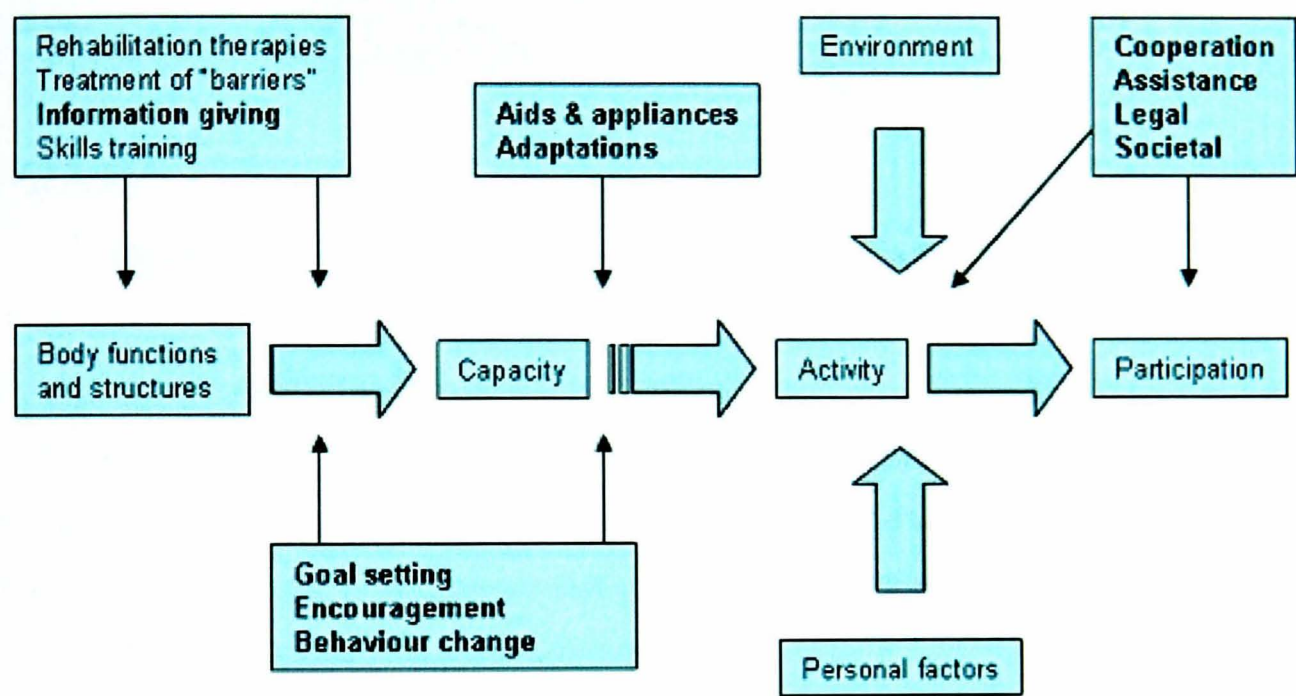 Rehabilitation therapies
Treatment of "barriers"
Information giving
Skills training
Aids & appliances
Adaptations
Environment
Cooperation
Assistance
Legal
Societal
Body functions
and structures
Capacity
Activity
Participation
Goal setting
Encouragement
Behaviour change
Personal factors